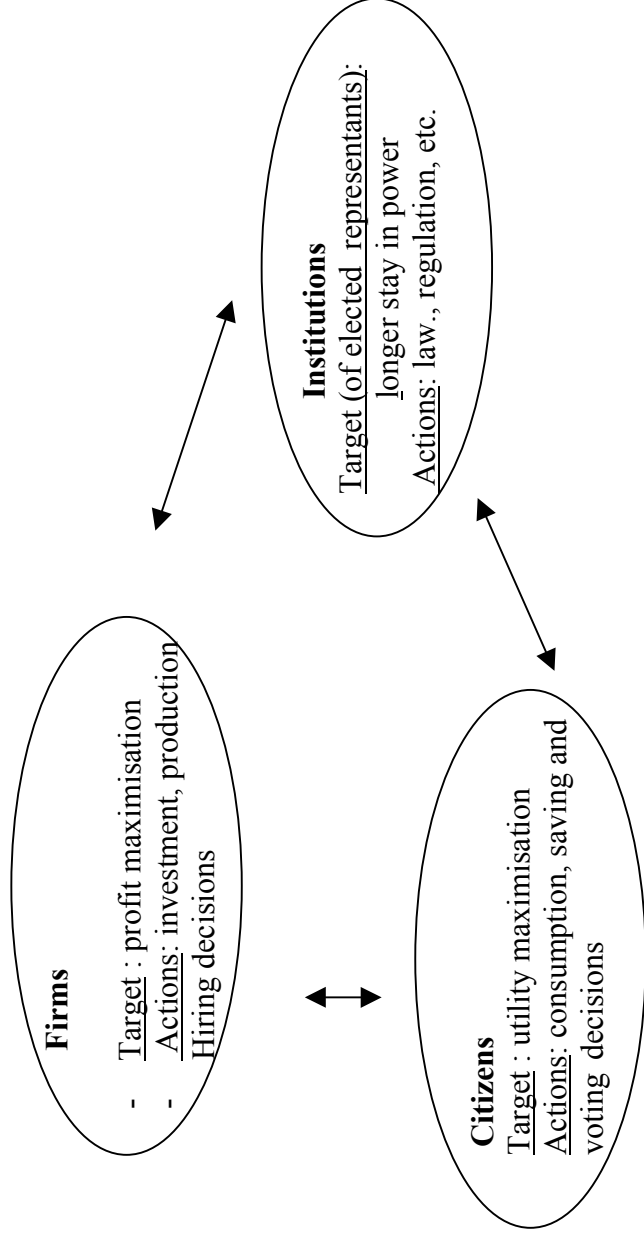 Firms
- Target : profit maximisation
- Actions: investment, production
Hiring decisions
Institutions
Target (of elected representants):
longer stay in power
Actions: law., regulation, etc.
Citizens
Target : utility maximisation
Actions: consumption, saving and
voting decisions